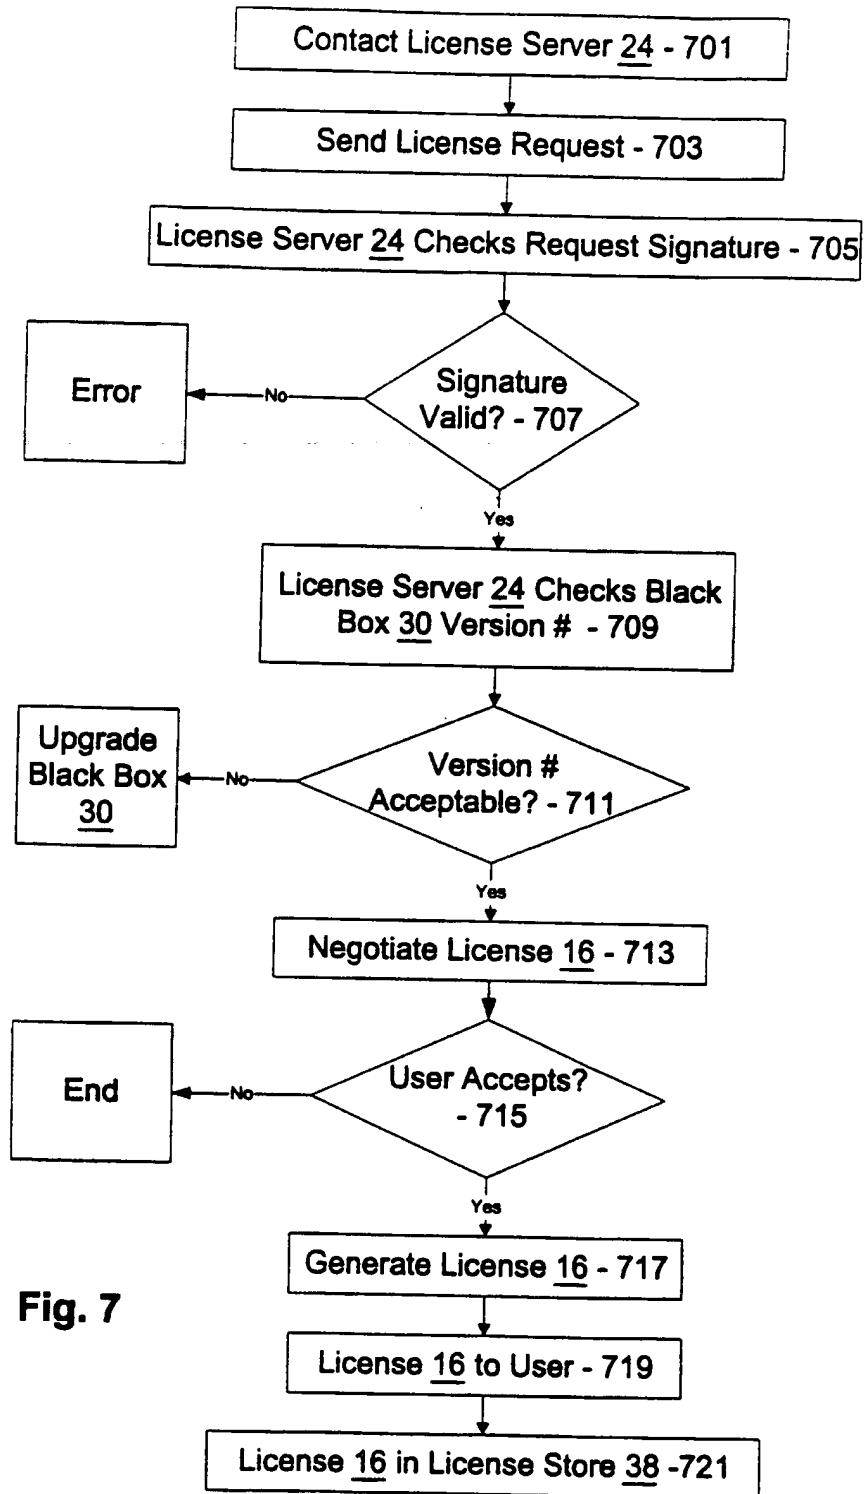 Contact License Server 24 - 701
Send License Request - 703
License Server 24 Checks Request Signature - 705
Signature
Valid? - 707
No
Error
Yes
License Server 24 Checks Black
Box 30 Version # - 709
Version #
Acceptable? - 711
No
Upgrade
Black Box
30
Yes
Negotiate License 16 - 713
User Accepts?
- 715
No
End
Yes
Generate License 16 - 717
License 16 to User - 719
License 16 in License Store 38 -721
Fig. 7